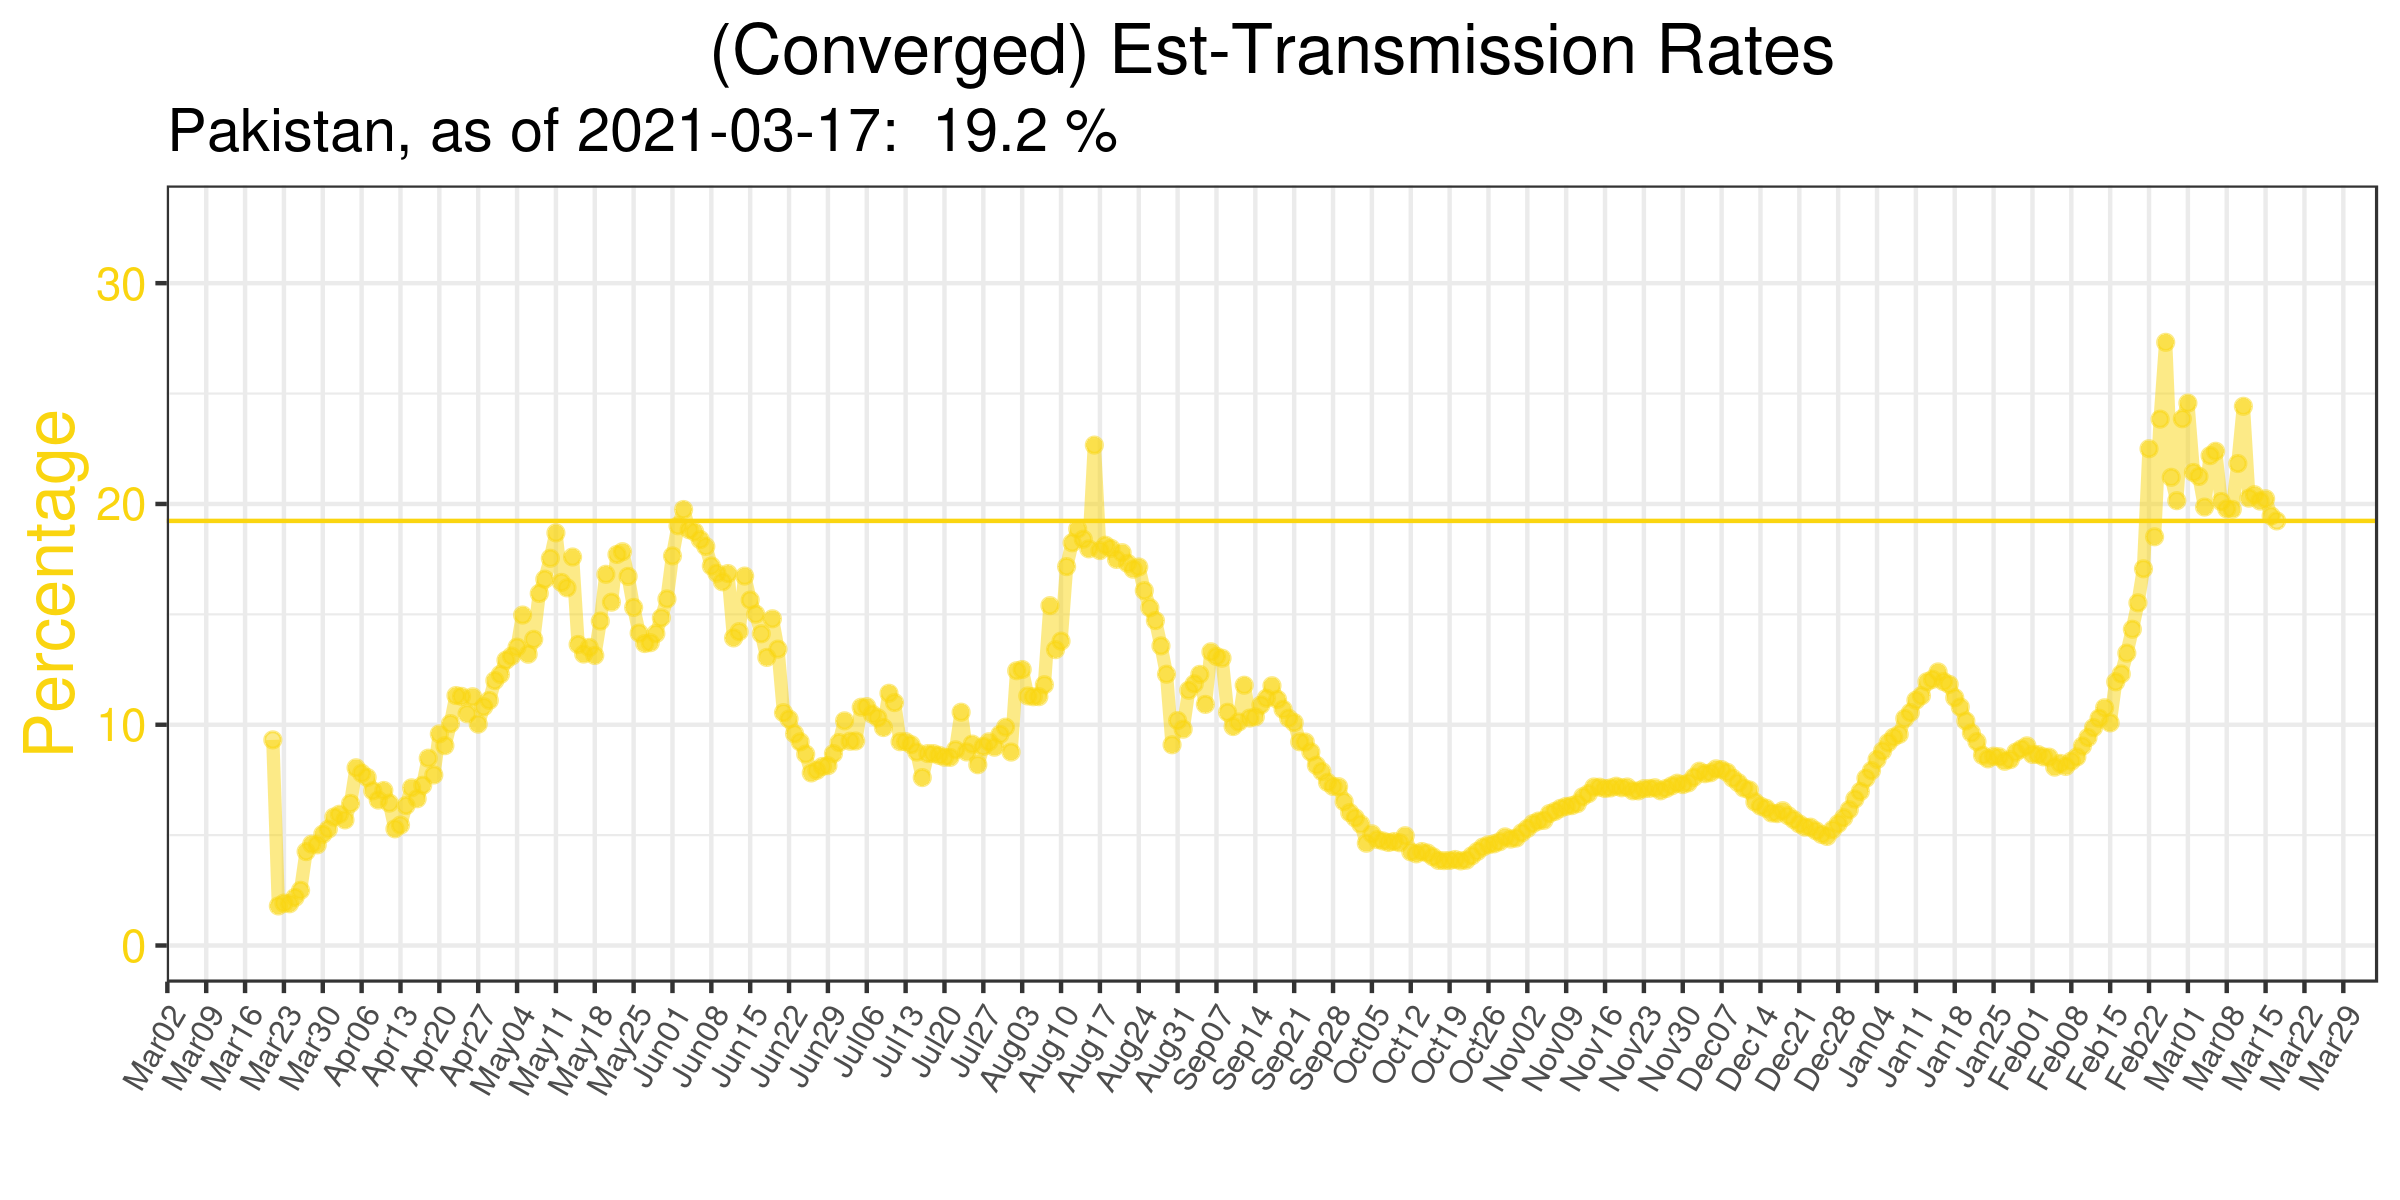 (Converged) Est-Transmission Rates
Pakistan, as of 2021-03-17:  19.2 %
Percentage
30
20
10
0
Mar02
Mar09
Mar16
Mar23
Mar30
Apr06
Apr13
Apr20
Apr27
May04
May11
May18
May25
Jun01
Jun08
Jun15
Jun22
Jun29
Jul06
Jul13
Jul20
Jul27
Aug03
Aug10
Aug17
Aug24
Aug31
Sep07
Sep14
Sep21
Sep28
Oct05
Oct12
Oct19
Oct26
Nov02
Nov09
Nov16
Nov23
Nov30
Dec07
Dec14
Dec21
Dec28
Jan04
Jan11
Jan18
Jan25
Feb01
Feb08
Feb15
Feb22
Mar01
Mar08
Mar15
Mar22
Mar29